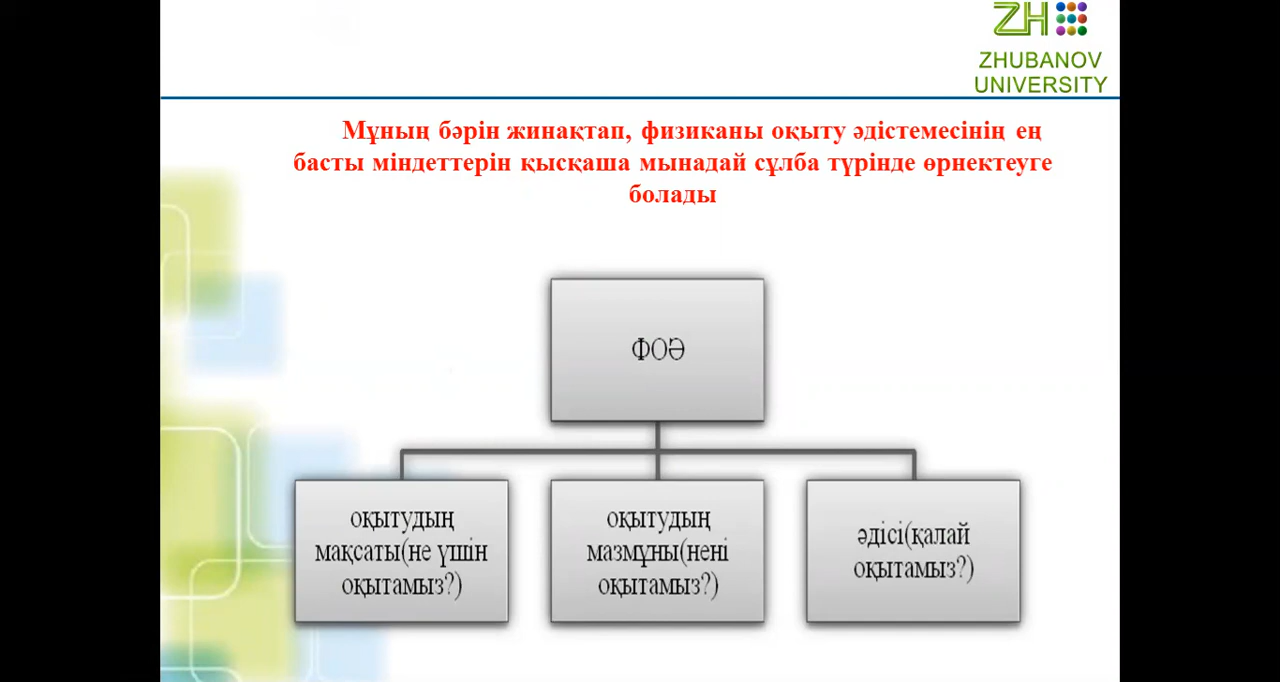 ZH
ZHUBANOV
UNIVERSITY
Мұның бәрін жинақтап, физиканы оқыту әдістемесінің ең
басты міндеттерін қысқаша мынадай сұлба түрінде өрнектеуге
болады
ФОӘ
оқытудың
мақсаты(не үшін
оқытамыз?)
оқытудың
мазмұны(нені
оқытамыз?)
әдісі(қалай
оқытамыз?)